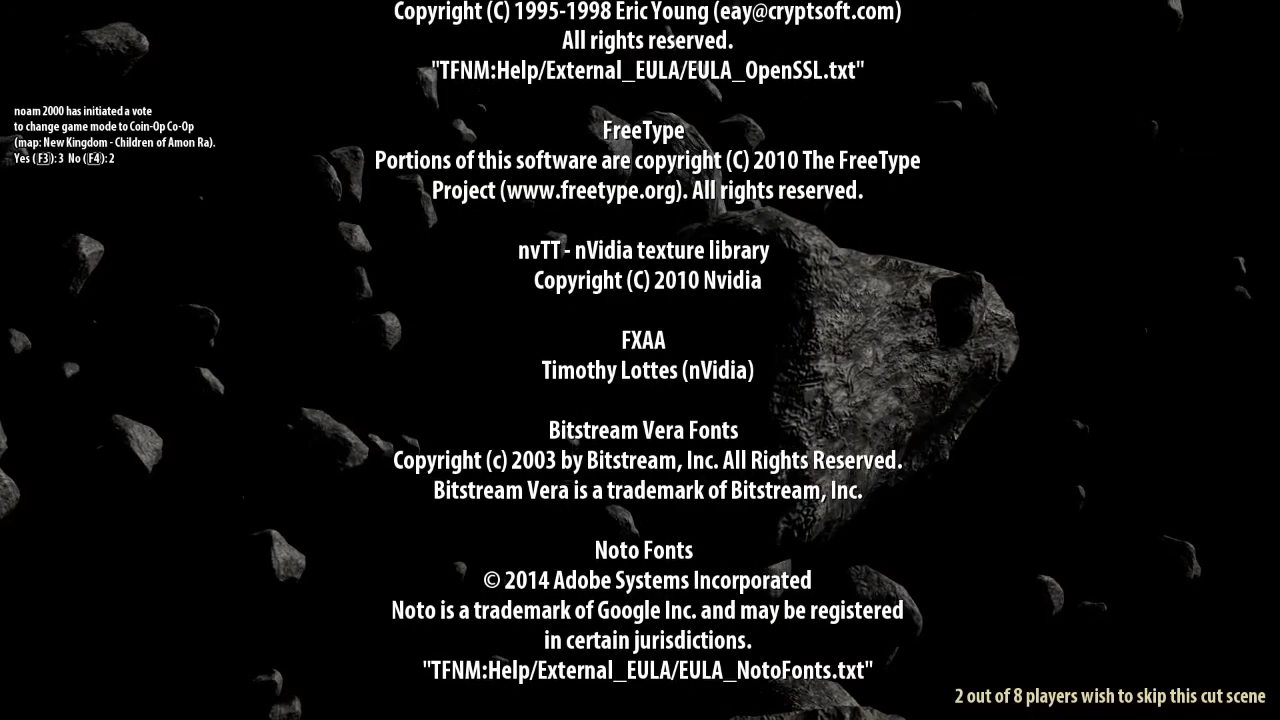 Copyright (C) 1995-1998 Eric Young (eay@cryptsoft.com)
All rights reserved.
"TFNM:Help/External_EULA/EULA_OpenSSL.txt"
noam 2000 has initiated a vote
to change game mode to Coin-Op Co-Op
(map: New Kingdom - Children of Amon Ra).
Yes (F3): 3 No (F4): 2
FreeType
Portions of this software are copyright (C) 2010 The FreeType
Project (www.freetype.org). All rights reserved.
nvTT - nVidia texture library
Copyright (C) 2010 Nvidia
FXAA
Timothy Lottes (nVidia)
Bitstream Vera Fonts
Copyright (c) 2003 by Bitstream, Inc. All Rights Reserved.
Bitstream Vera is a trademark of Bitstream, Inc.
Noto Fonts
© 2014 Adobe Systems Incorporated
Noto is a trademark of Google Inc. and may be registered
in certain jurisdictions.
"TFNM:Help/External_EULA/EULA_NotoFonts.txt"
2 out of 8 players wish to skip this cut scene